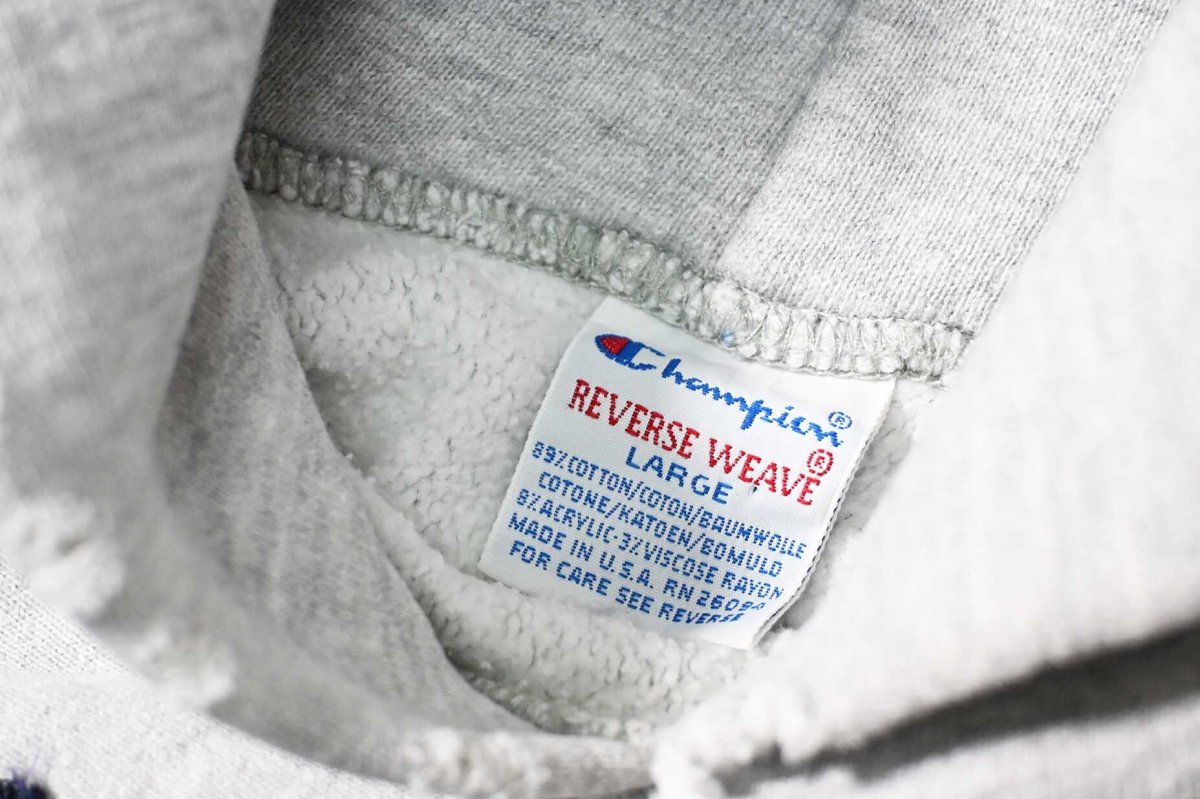 Champion®
REVERSE WEAVE®
LARGE
89% COTTON/COTON/BAUMWOLLE
COTONE/KATOEN/BOMULD
8% ACRYLIC-3% VISCOSE RAYON
MADE IN U.S.A. RN 26094
FOR CARE SEE REVERSE